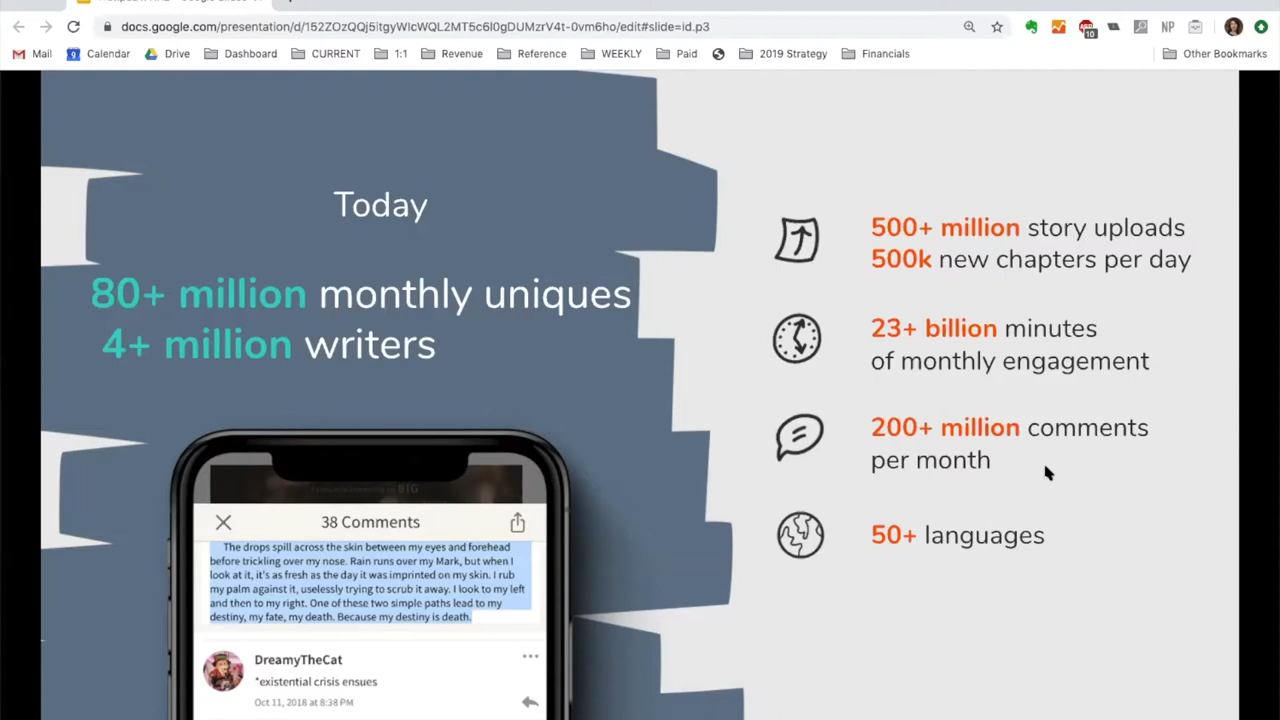 docs.google.com/presentation/d/152ZOzQQj5itgyWIcWQL2MT5c6I0gDUMzrV4t-0vm6ho/edit#slide=id.p3
10
NP
Mail
9
Calendar
Drive
Dashboard
CURRENT
1:1
Revenue
Reference
WEEKLY
Paid
2019 Strategy
Financials
Other Bookmarks
Today
80+ million monthly uniques
4+ million writers
500+ million story uploads
500k new chapters per day
23+ billion minutes
of monthly engagement
200+ million comments
per month
50+ languages
BIG
38 Comments
The drops spill across the skin between my eyes and forehead
before trickling over my nose. Rain runs over my Mark, but when I
look at it, it's as fresh as the day it was imprinted on my skin. I rub
my palm against it, uselessly trying to scrub it away. I look to my left
and then to my right. One of these two simple paths lead to my
destiny, my fate, my death. Because my destiny is death.
DreamyTheCat
*existential crisis ensues
Oct 11, 2018 at 8:38 PM